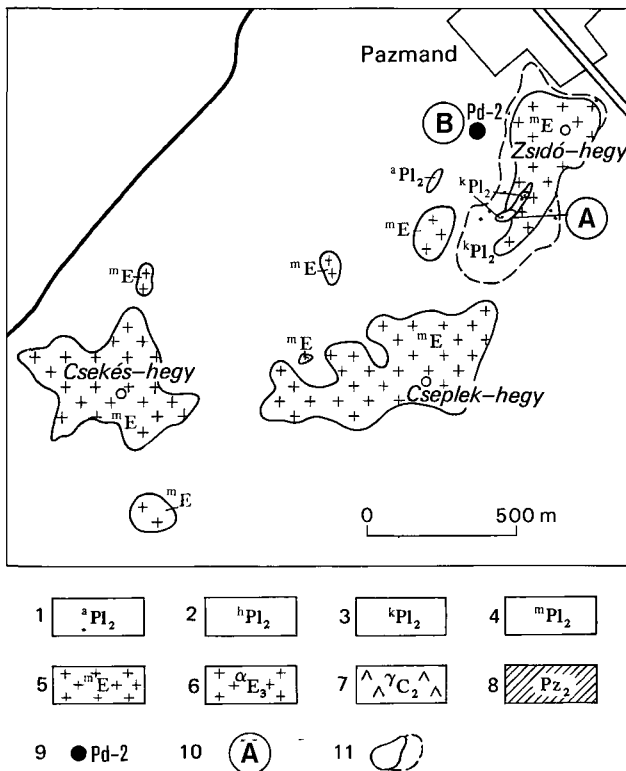 Pazmand
B Pd-2
mE
Zsidó-hegy
aPl2
kPl2
A
mE
kPl2
mE
mE
mE
mE
Csekés-hegy
Cseplek-hegy
mE
mE
0 500 m
1 aPl2 2 hPl2 3 kPl2 4 mPl2
5 mE 6 αE3 7 γC2 8 Pz2
9 Pd-2 10 A 11